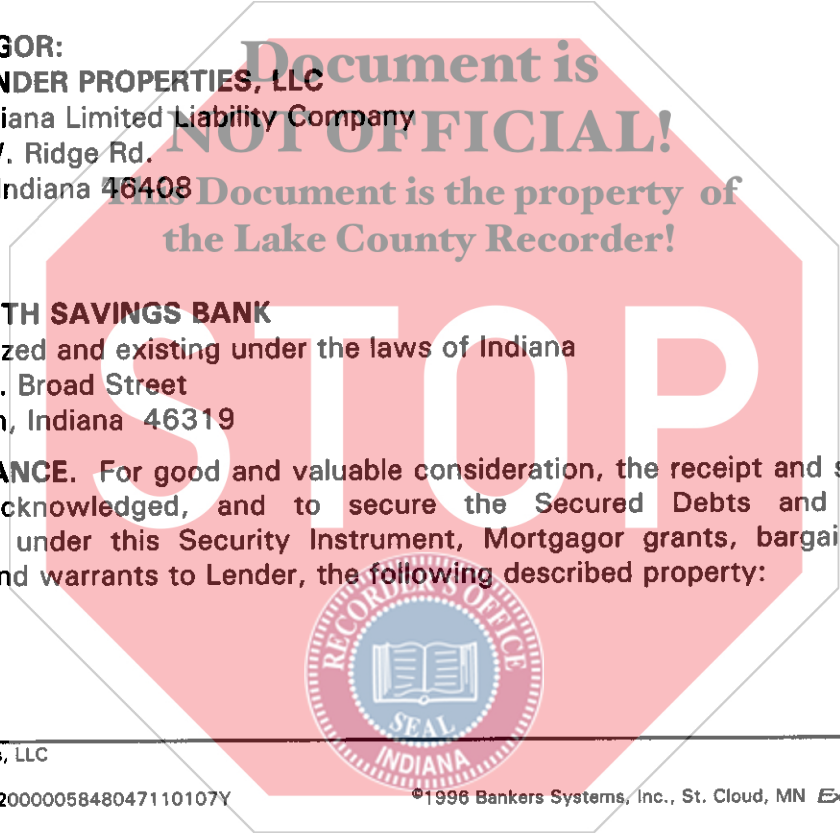 GOR:
Document is
NDER PROPERTIES, LLC
iana Limited Liability Company
NOT OFFICIAL!
. Ridge Rd.
Indiana 46408
This Document is the property of
the Lake County Recorder!
TH SAVINGS BANK
zed and existing under the laws of Indiana
. Broad Street
, Indiana 46319
STOP
ANCE. For good and valuable consideration, the receipt and s
cknowledged, and to secure the Secured Debts and
under this Security Instrument, Mortgagor grants, bargai
nd warrants to Lender, the following described property:
RECORDER'S OFFICE
SEAL
INDIANA
, LLC
2000005848047110107Y
©1996 Bankers Systems, Inc., St. Cloud, MN Ex